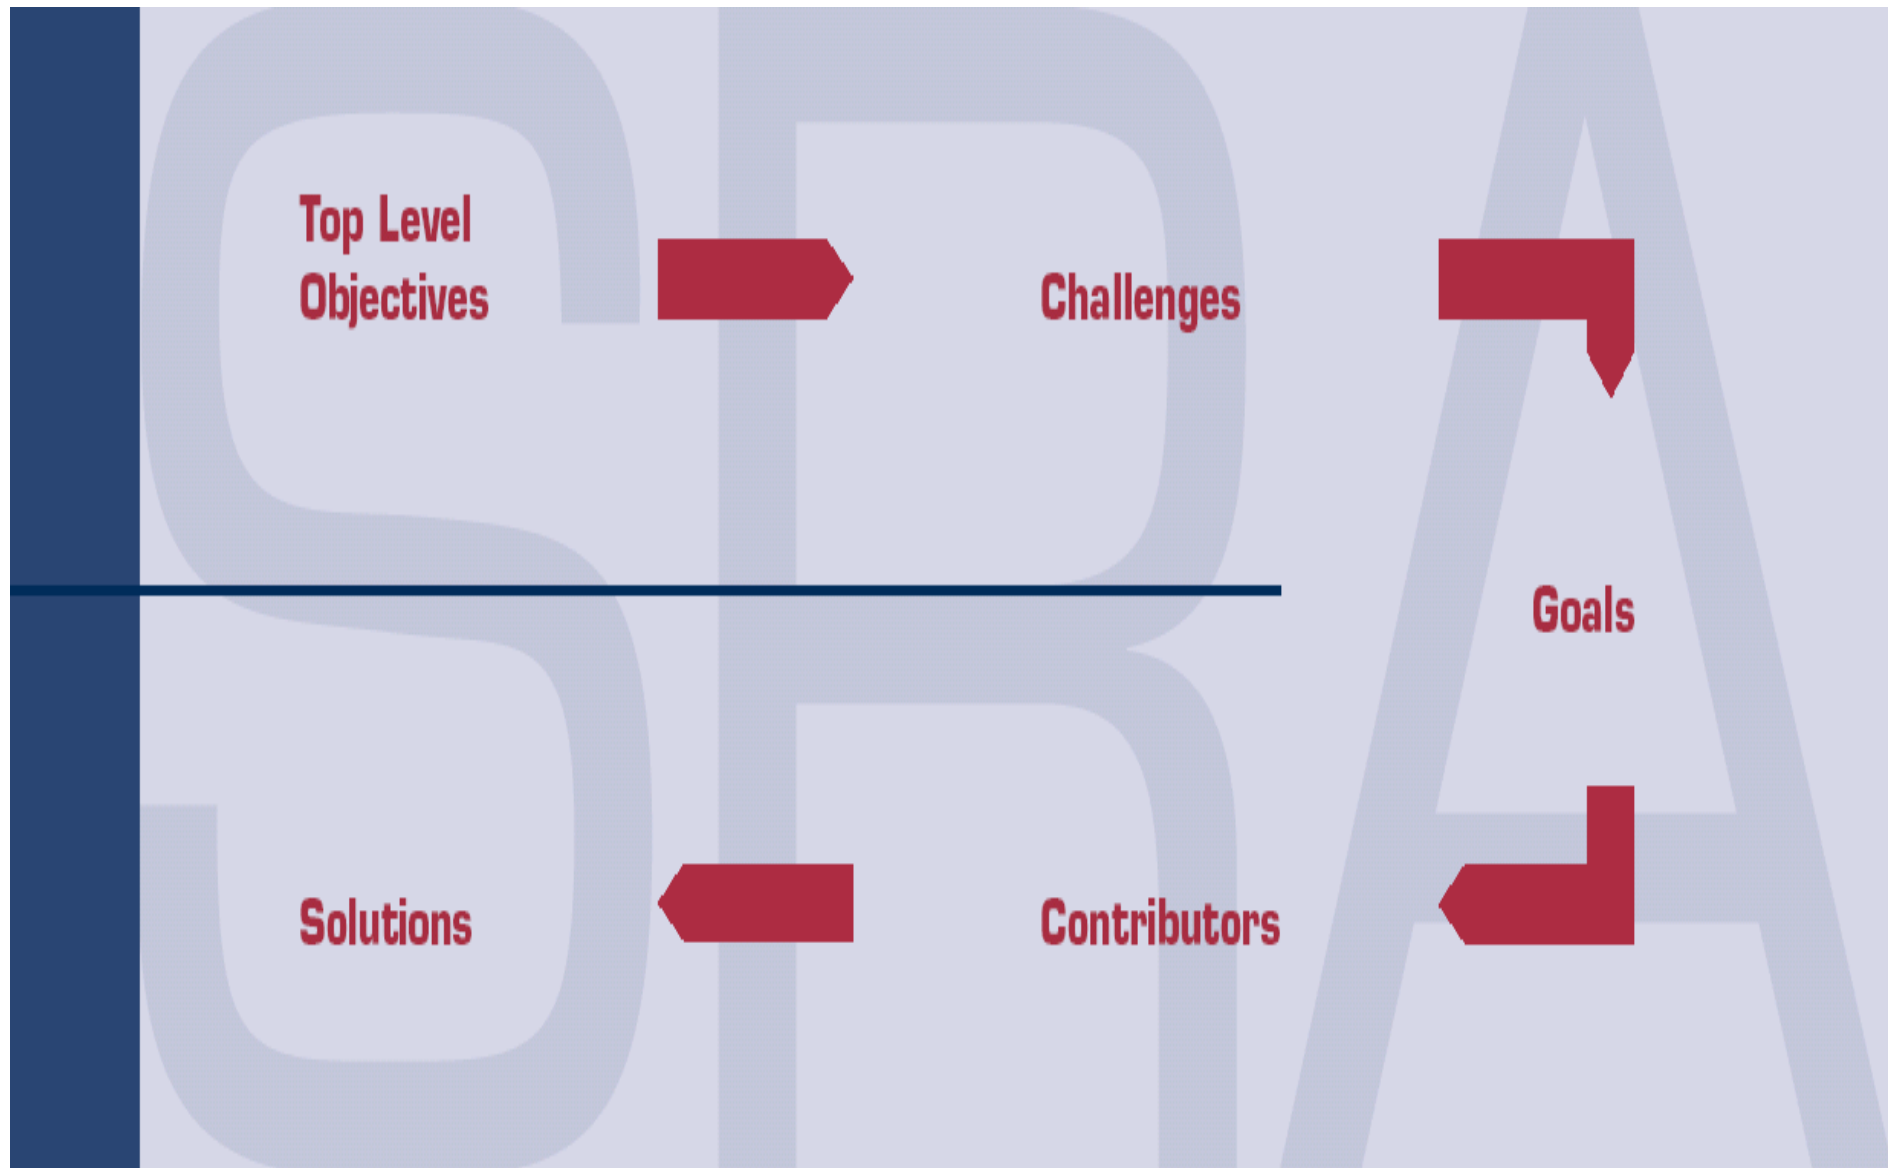 SRA
Top Level
Objectives
Challenges
Goals
Contributors
Solutions